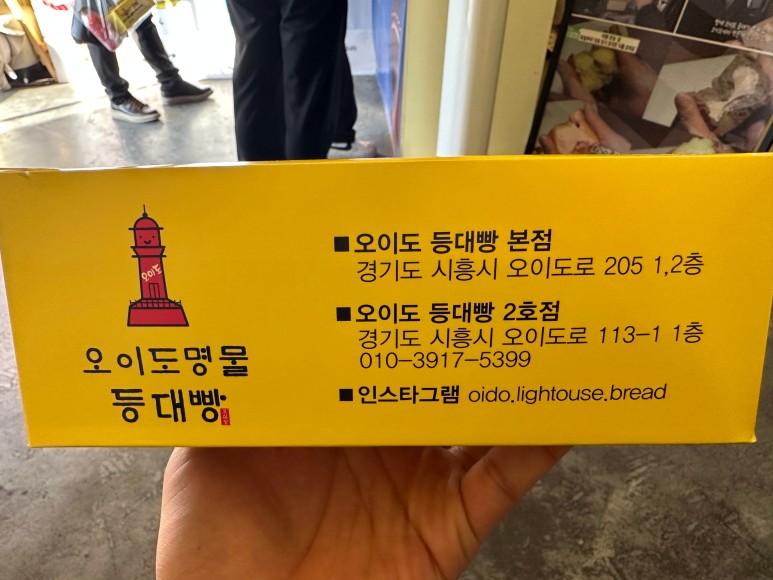 오이도
오이도명물
등대빵
■ 오이도 등대빵 본점
경기도 시흥시 오이도로 205 1,2층
■ 오이도 등대빵 2호점
경기도 시흥시 오이도로 113-1 1층
010-3917-5399
■ 인스타그램 oido.lightouse.bread